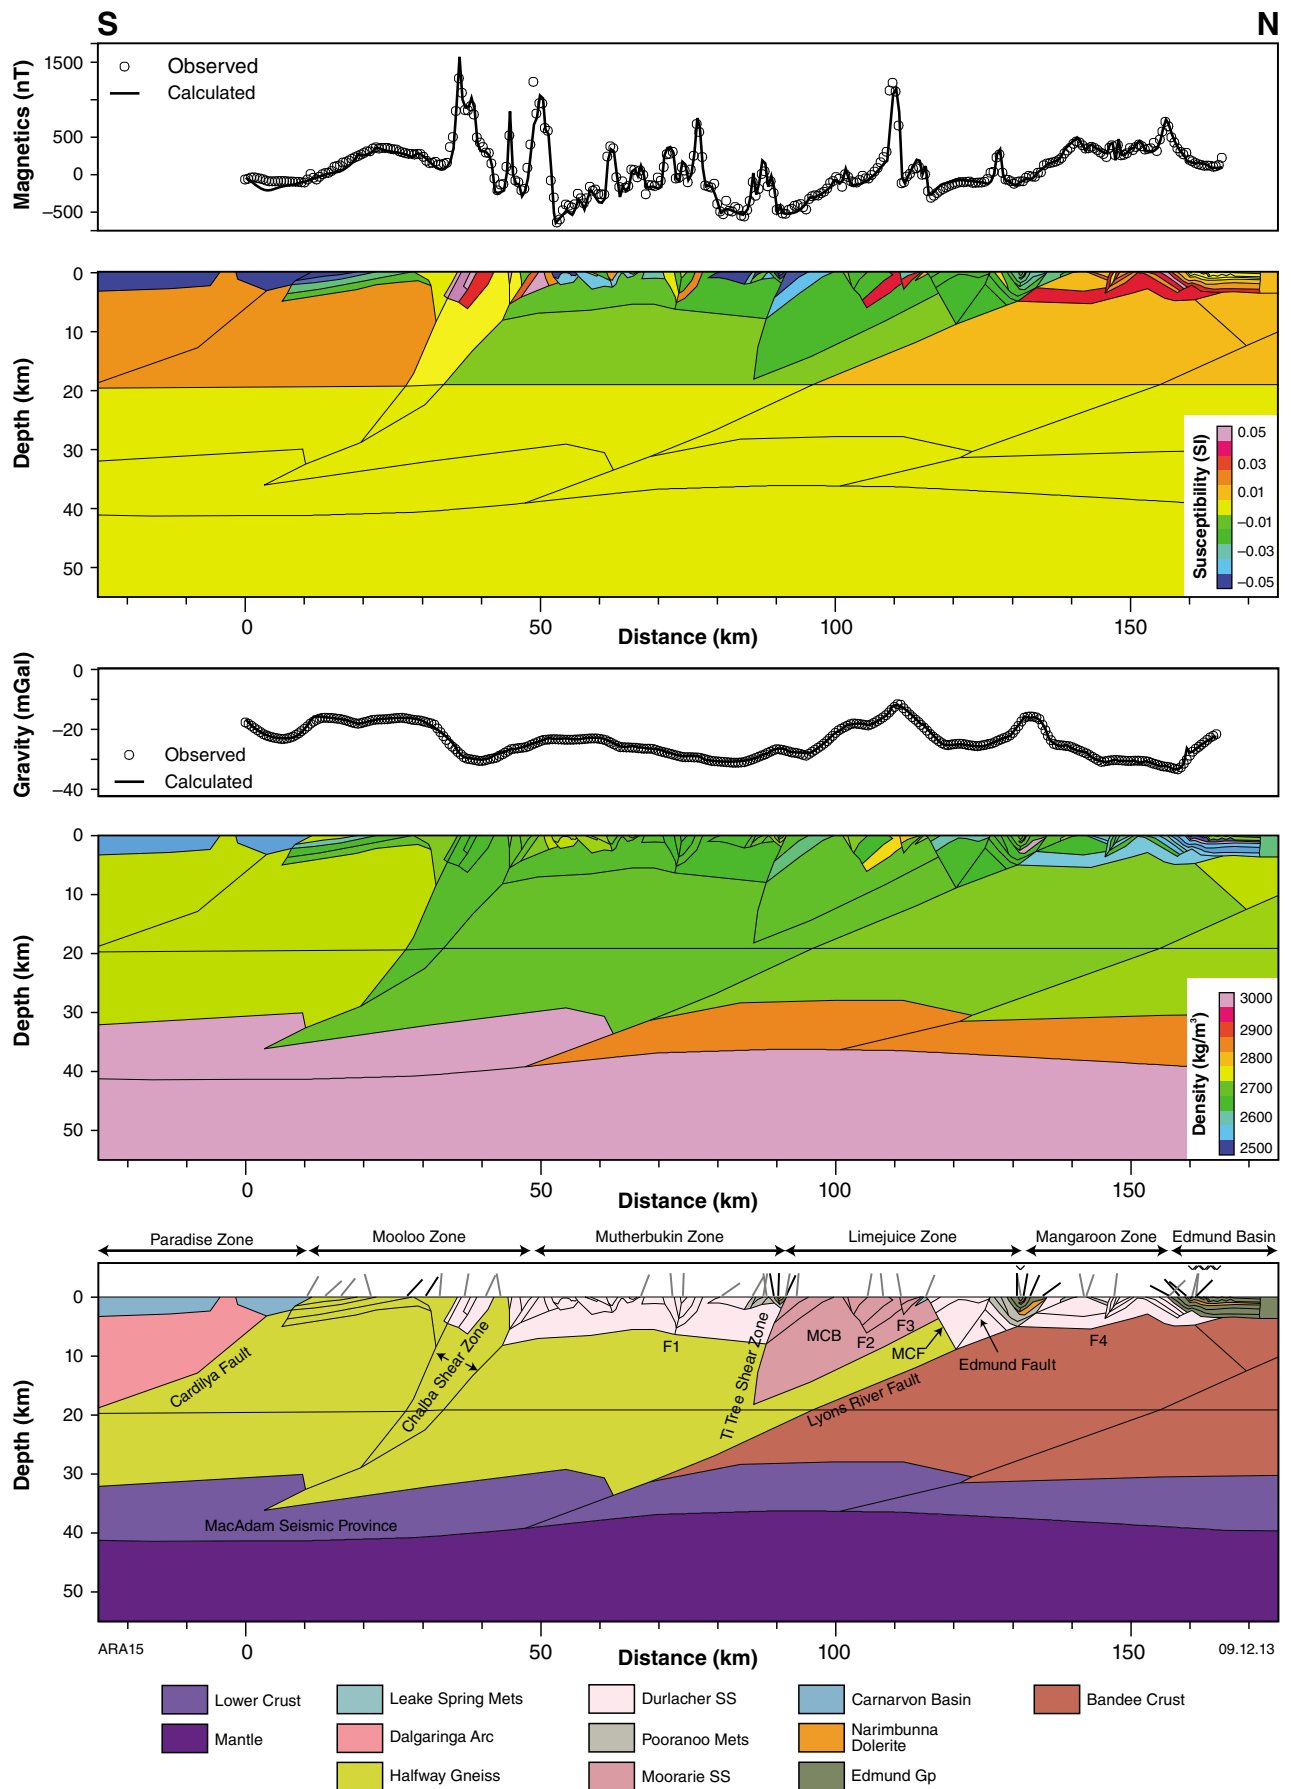 S
N
Magnetics (nT)
1500
500
0
−500
Observed
Calculated
Depth (km)
0
10
20
30
40
50
Susceptibility (SI)
0.05
0.03
0.01
−0.01
−0.03
−0.05
0
50
100
150
Distance (km)
Gravity (mGal)
0
−20
−40
Observed
Calculated
Depth (km)
0
10
20
30
40
50
Density (kg/m³)
3000
2900
2800
2700
2600
2500
0
50
100
150
Distance (km)
Paradise Zone
Mooloo Zone
Mutherbukin Zone
Limejuice Zone
Mangaroon Zone
Edmund Basin
Depth (km)
0
10
20
30
40
50
Cardilya Fault
Chalba Shear Zone
F1
Ti Tree Shear Zone
MCB
F2
F3
MCF
Lyons River Fault
Edmund Fault
F4
MacAdam Seismic Province
ARA15
0
50
100
150
Distance (km)
09.12.13
Lower Crust
Leake Spring Mets
Durlacher SS
Carnarvon Basin
Bandee Crust
Mantle
Dalgaringa Arc
Pooranoo Mets
Narimbunna
Dolerite
Halfway Gneiss
Moorarie SS
Edmund Gp